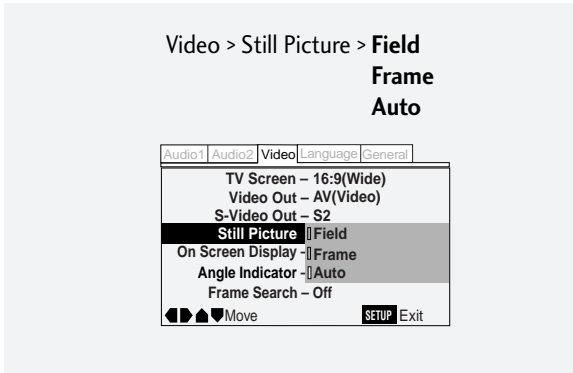 Video > Still Picture > Field
Frame
Auto
Audio1 Audio2 Video Language General
TV Screen – 16:9(Wide)
Video Out – AV(Video)
S-Video Out – S2
Still Picture Field
On Screen Display - Frame
Angle Indicator - Auto
Frame Search – Off
Move SETUP Exit